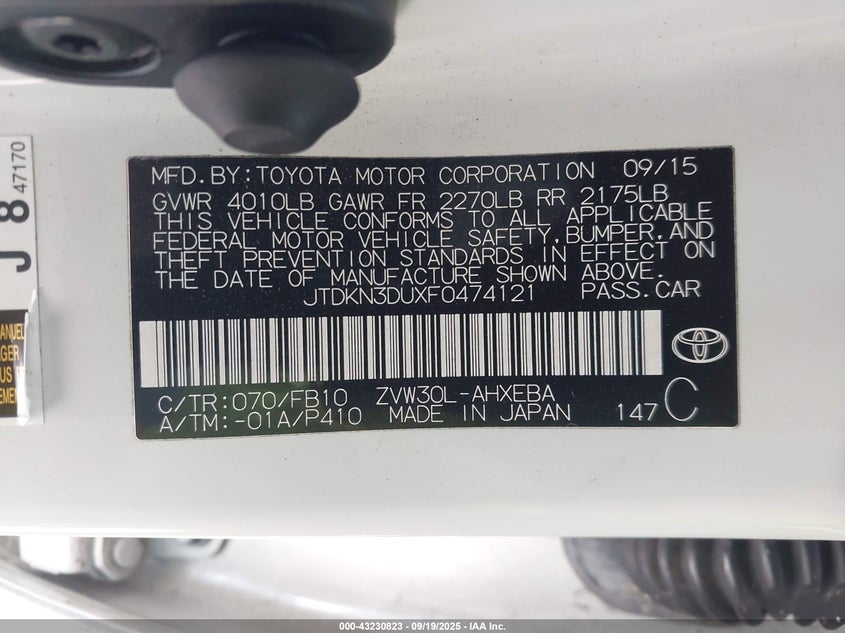 MFD.BY:TOYOTA MOTOR CORPORATION 09/15
GVWR 4010LB GAWR FR 2270LB RR 2175LB
THIS VEHICLE CONFORMS TO ALL APPLICABLE
FEDERAL MOTOR VEHICLE SAFETY,BUMPER,AND
THEFT PREVENTION STANDARDS IN EFFECT ON
THE DATE OF MANUFACTURE SHOWN ABOVE.
JTDKN3DUXF0474121 PASS.CAR
C/TR:070/FB10 ZVW30L-AHXEBA
A/TM:-01A/P410 MADE IN JAPAN 147 C
J 8 47170
000-43230823 - 09/19/2025 - IAA Inc.